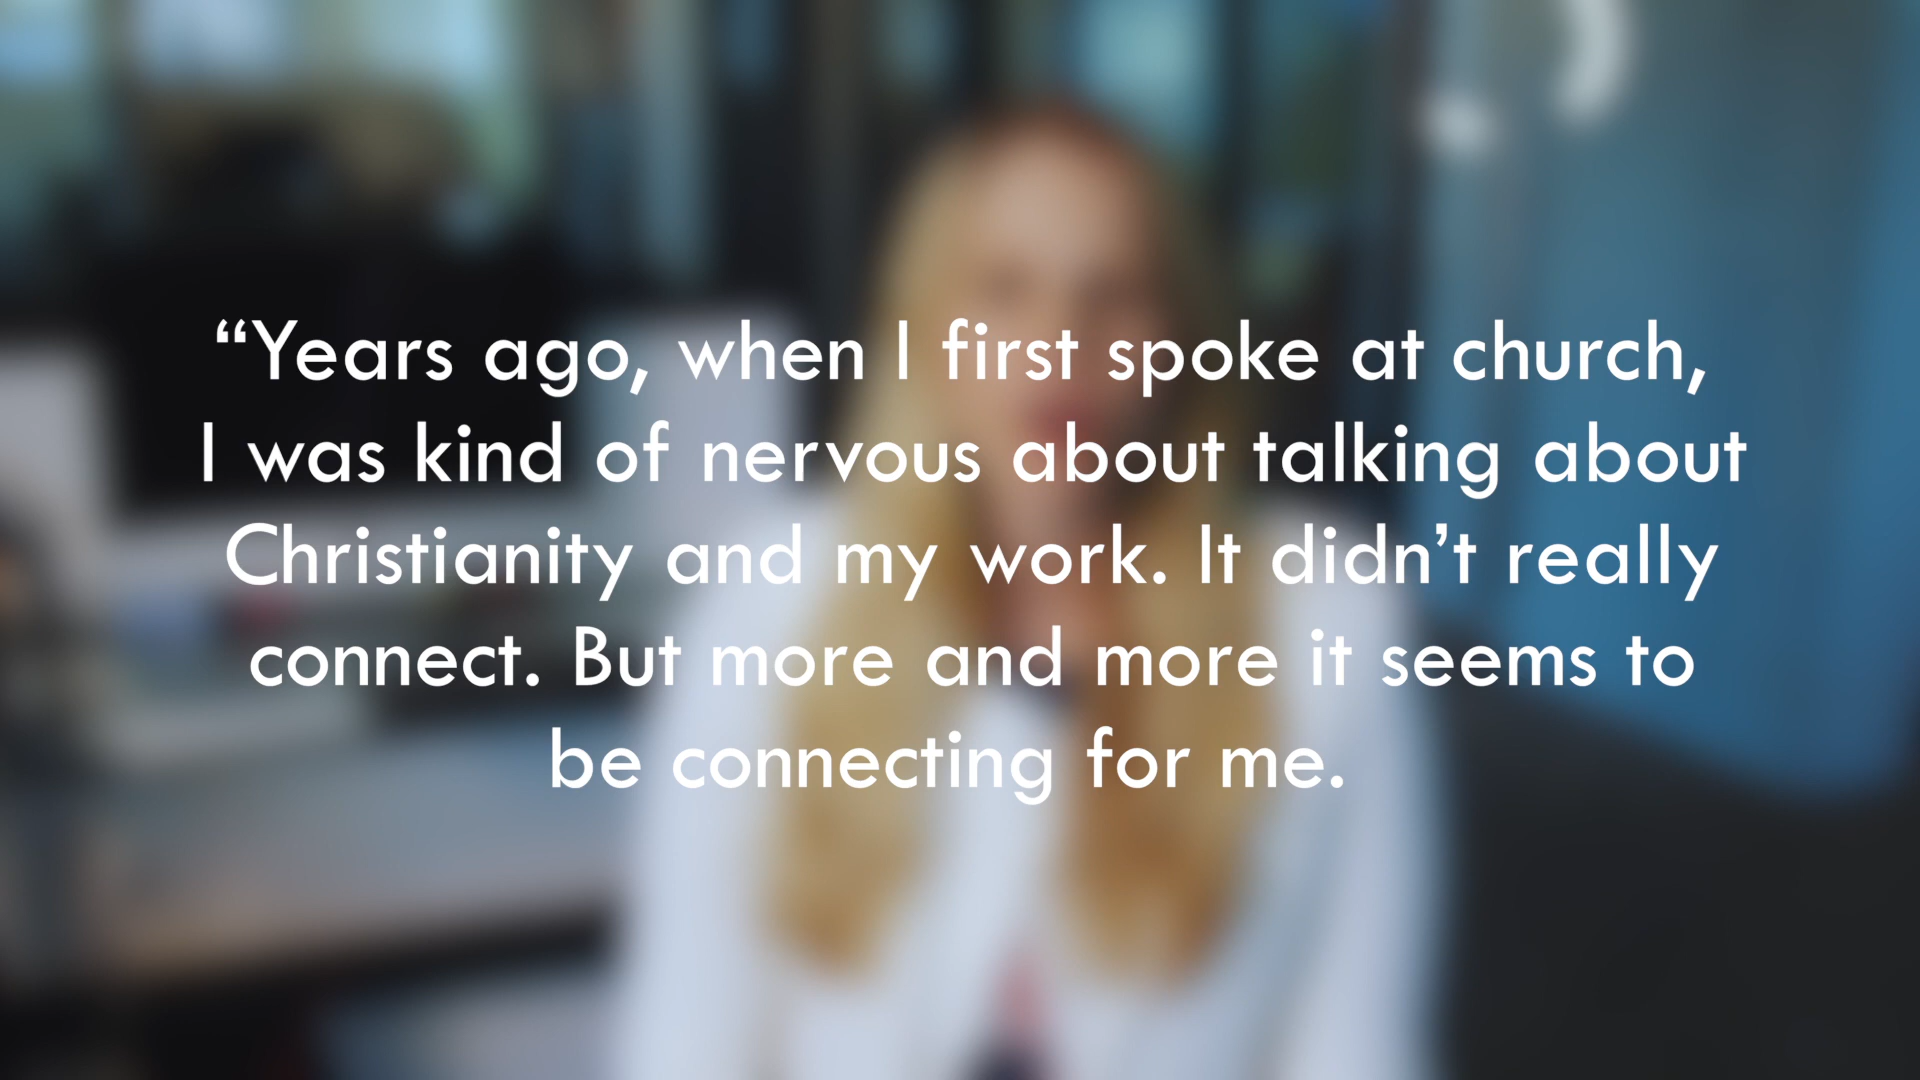 “Years ago, when I first spoke at church,
I was kind of nervous about talking about
Christianity and my work. It didn’t really
connect. But more and more it seems to
be connecting for me.